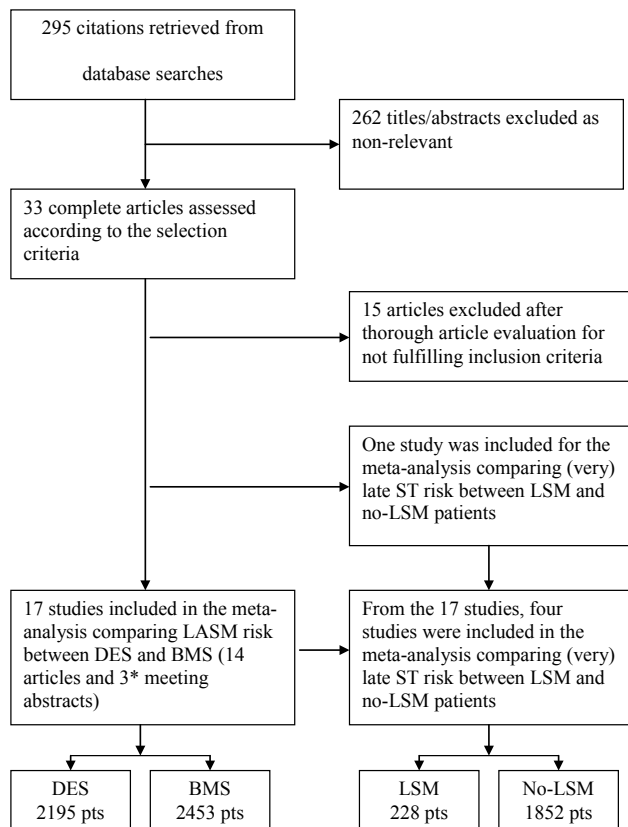 295 citations retrieved from
database searches
262 titles/abstracts excluded as
non-relevant
33 complete articles assessed
according to the selection
criteria
15 articles excluded after
thorough article evaluation for
not fulfilling inclusion criteria
One study was included for the
meta-analysis comparing (very)
late ST risk between LSM and
no-LSM patients
17 studies included in the meta-
analysis comparing LASM risk
between DES and BMS (14
articles and 3* meeting
abstracts)
From the 17 studies, four
studies were included in the
meta-analysis comparing (very)
late ST risk between LSM and
no-LSM patients
DES
2195 pts
BMS
2453 pts
LSM
228 pts
No-LSM
1852 pts